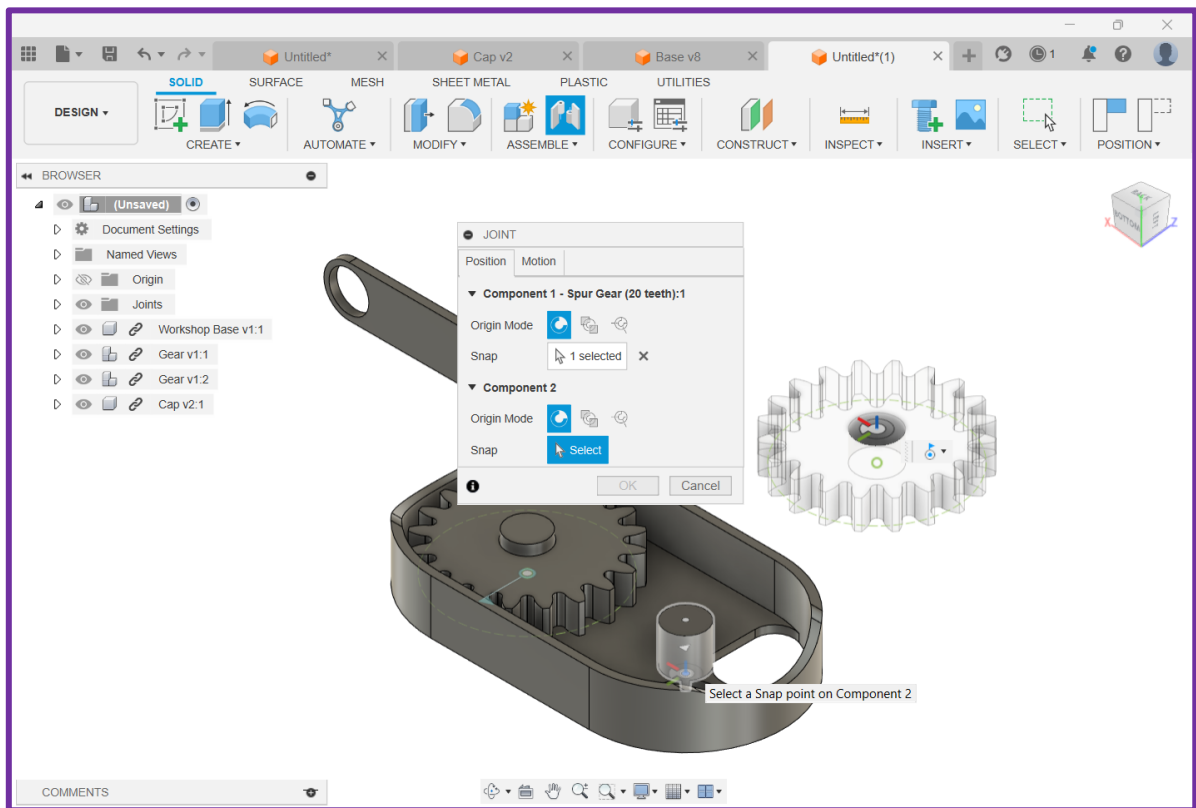 Untitled*
Cap v2
Base v8
Untitled*(1)
1
SOLID SURFACE MESH SHEET METAL PLASTIC UTILITIES
DESIGN
CREATE AUTOMATE MODIFY ASSEMBLE CONFIGURE CONSTRUCT INSPECT INSERT SELECT POSITION
BROWSER
(Unsaved)
Document Settings
Named Views
Origin
Joints
Workshop Base v1:1
Gear v1:1
Gear v1:2
Cap v2:1
JOINT
Position Motion
Component 1 - Spur Gear (20 teeth):1
Origin Mode
Snap 1 selected
Component 2
Origin Mode
Snap Select
OK Cancel
BACK
BOTTOM
X
Z
Select a Snap point on Component 2
COMMENTS